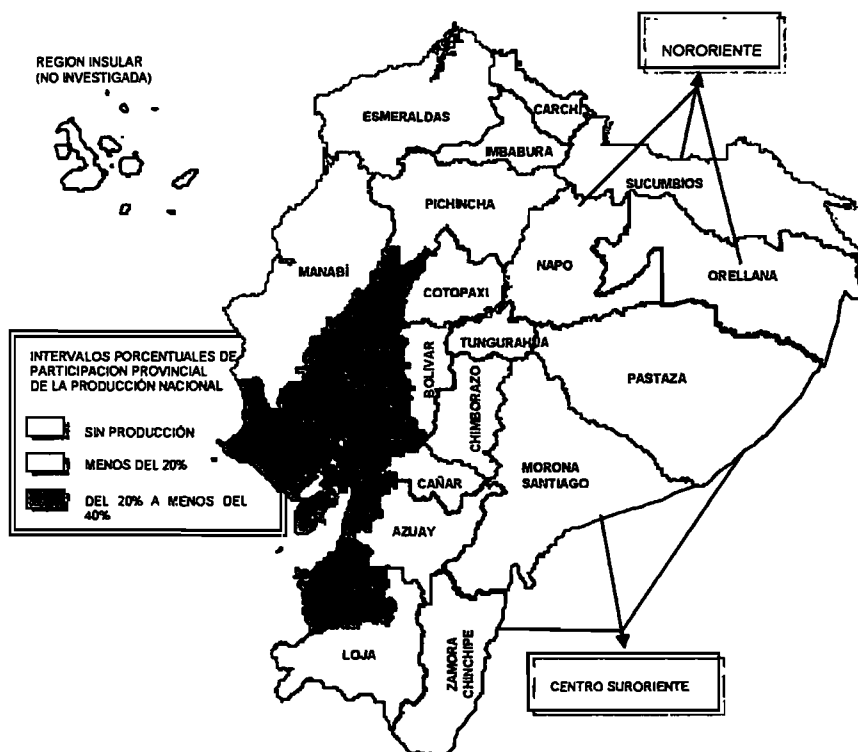 REGION INSULAR
(NO INVESTIGADA)
NORORIENTE
ESMERALDAS
CARCHI
IMBABURA
SUCUMBIOS
PICHINCHA
MANABÍ
NAPO
ORELLANA
COTOPAXI
TUNGURAHUA
BOLIVAR
PASTAZA
CHIMBORAZO
INTERVALOS PORCENTUALES DE
PARTICIPACION PROVINCIAL
DE LA PRODUCCIÓN NACIONAL
SIN PRODUCCIÓN
MENOS DEL 20%
DEL 20% A MENOS DEL
40%
MORONA
SANTIAGO
CAÑAR
AZUAY
LOJA
ZAMORA
CHINCHIPE
CENTRO SURORIENTE